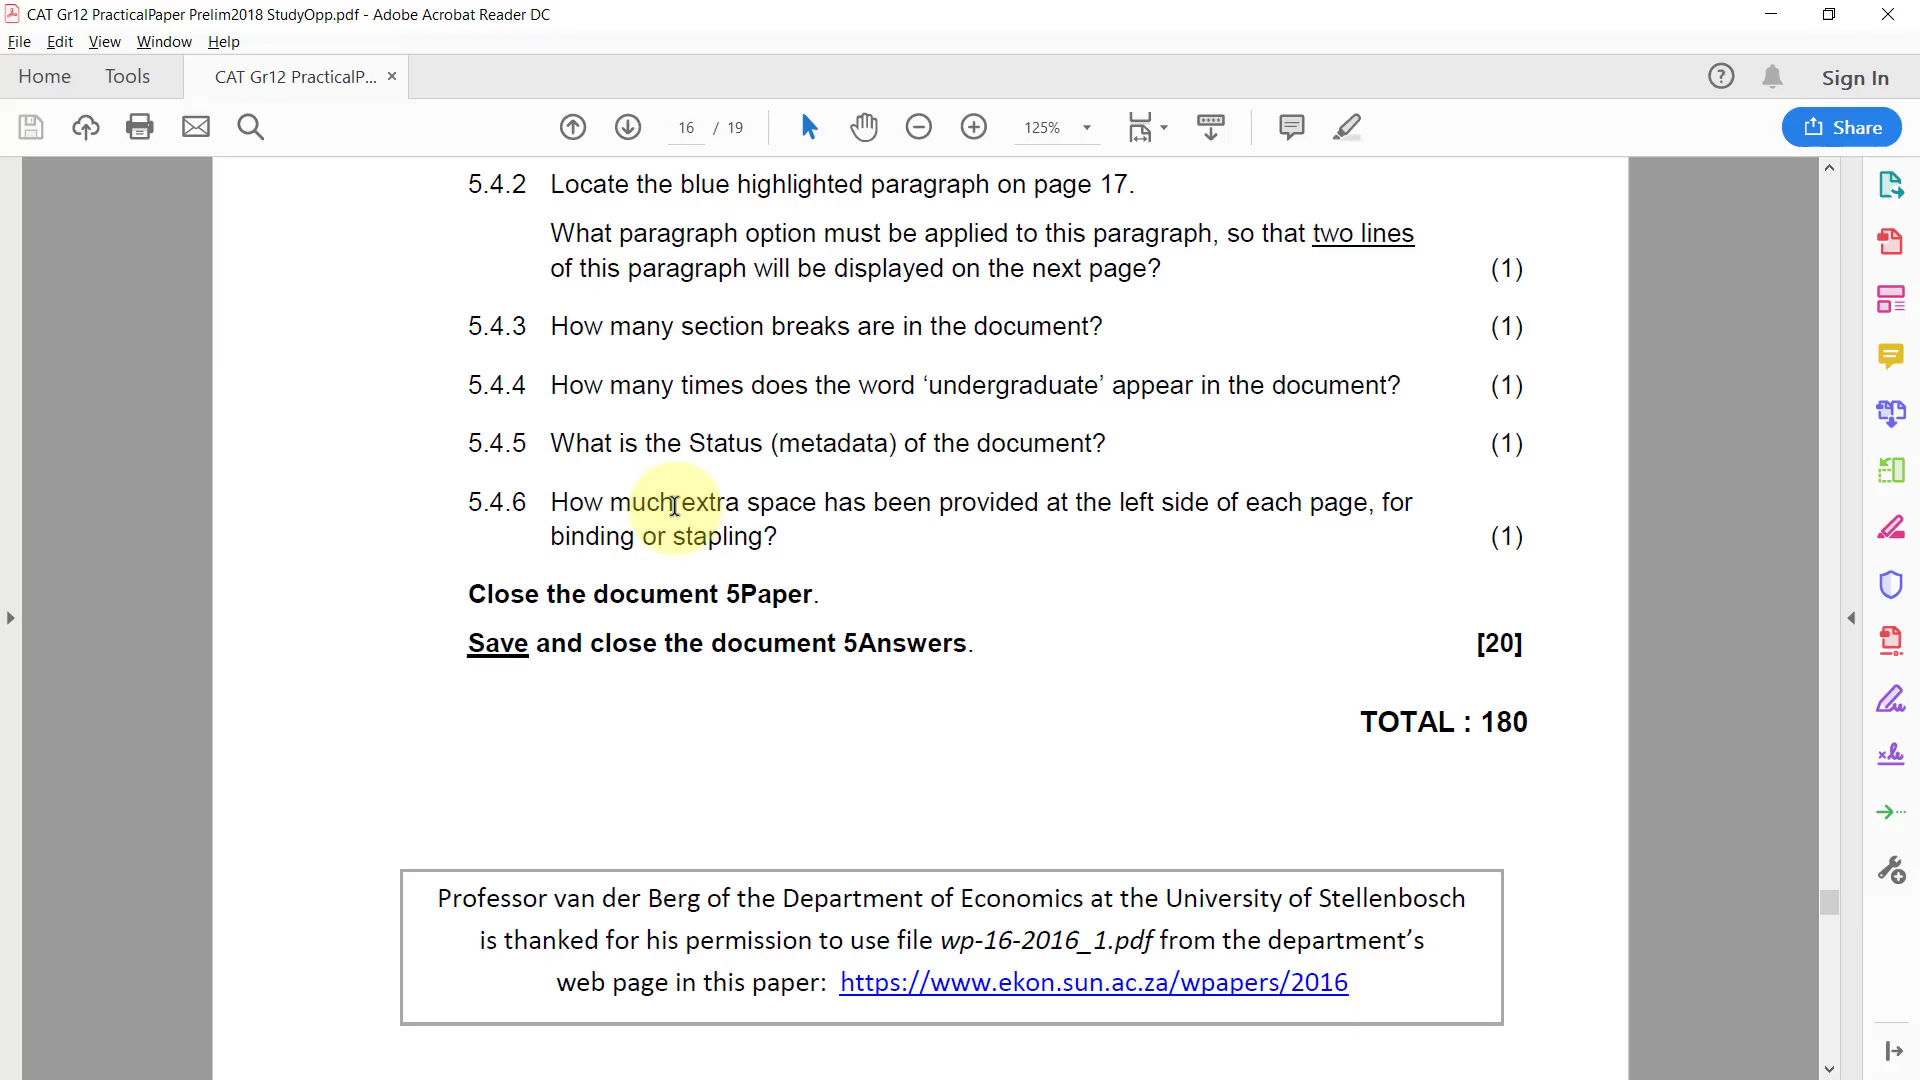 CAT Gr12 PracticalPaper Prelim2018 StudyOpp.pdf - Adobe Acrobat Reader DC
File Edit View Window Help
Home Tools CAT Gr12 PracticalP... × Sign In
16 / 19 125% Share
5.4.2 Locate the blue highlighted paragraph on page 17.
What paragraph option must be applied to this paragraph, so that two lines
of this paragraph will be displayed on the next page? (1)
5.4.3 How many section breaks are in the document? (1)
5.4.4 How many times does the word ‘undergraduate’ appear in the document? (1)
5.4.5 What is the Status (metadata) of the document? (1)
5.4.6 How much extra space has been provided at the left side of each page, for
binding or stapling? (1)
Close the document 5Paper.
Save and close the document 5Answers. [20]
TOTAL : 180
Professor van der Berg of the Department of Economics at the University of Stellenbosch
is thanked for his permission to use file wp-16-2016_1.pdf from the department’s
web page in this paper: https://www.ekon.sun.ac.za/wpapers/2016